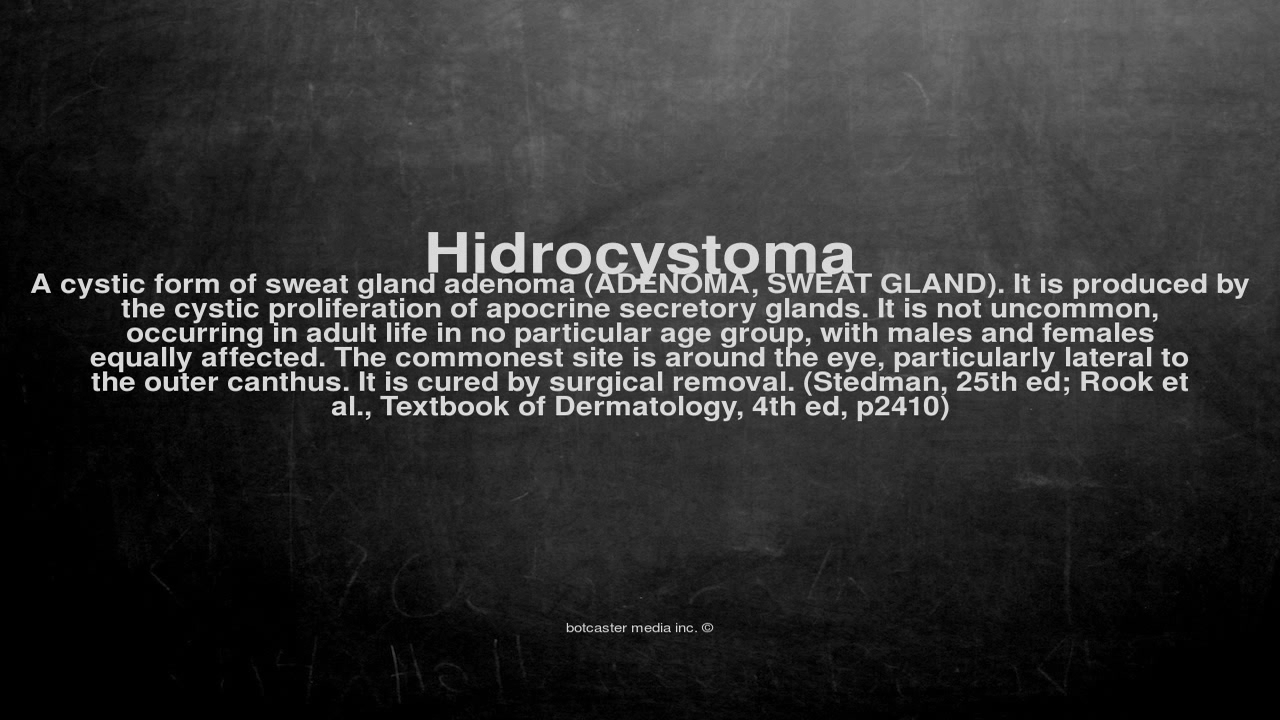 Hidrocystoma
A cystic form of sweat gland adenoma (ADENOMA, SWEAT GLAND). It is produced by
the cystic proliferation of apocrine secretory glands. It is not uncommon,
occurring in adult life in no particular age group, with males and females
equally affected. The commonest site is around the eye, particularly lateral to
the outer canthus. It is cured by surgical removal. (Stedman, 25th ed; Rook et
al., Textbook of Dermatology, 4th ed, p2410)
botcaster media inc. ©